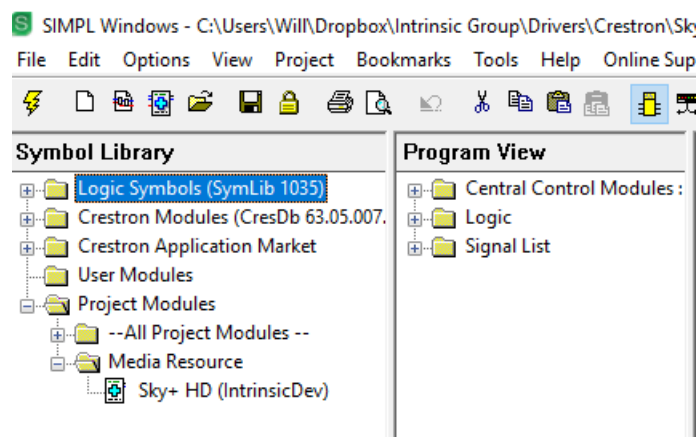 SIMPL Windows - C:\Users\Will\Dropbox\Intrinsic Group\Drivers\Crestron\Sky
File Edit Options View Project Bookmarks Tools Help Online Sup
Symbol Library
Logic Symbols (SymLib 1035)
Crestron Modules (CresDb 63.05.007.
Crestron Application Market
User Modules
Project Modules
--All Project Modules --
Media Resource
Sky+ HD (IntrinsicDev)
Program View
Central Control Modules :
Logic
Signal List